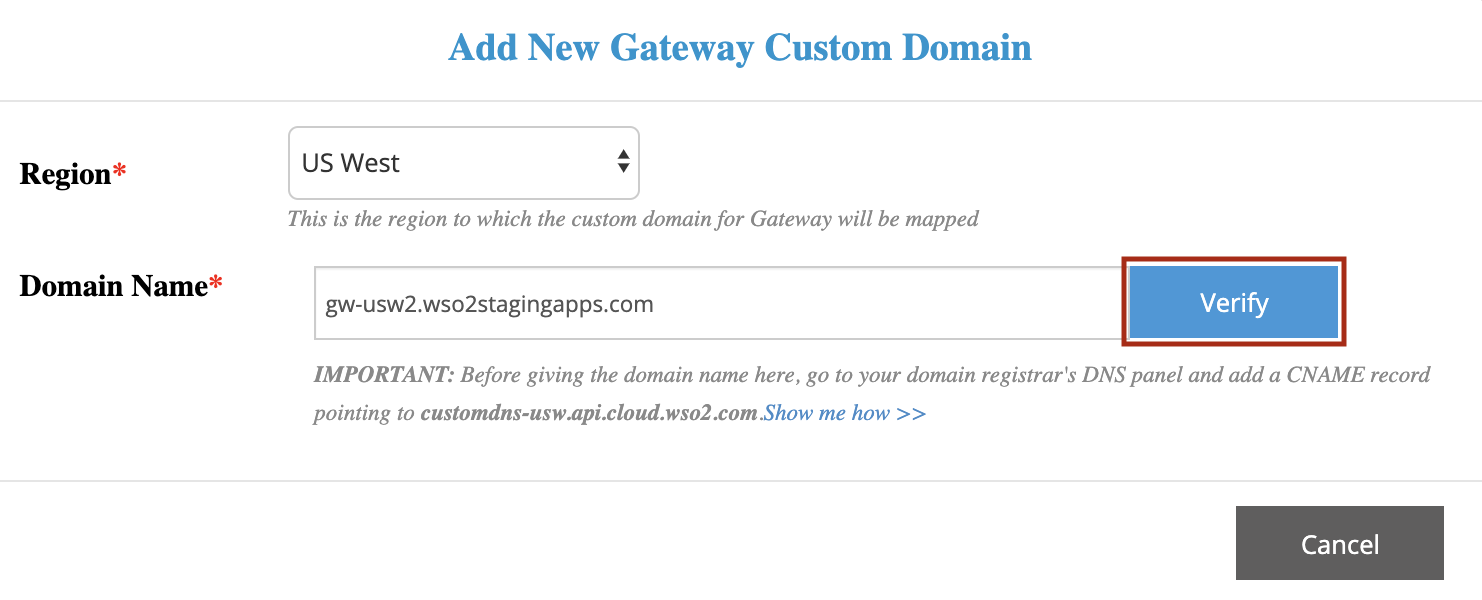 Add New Gateway Custom Domain
Region*
US West
This is the region to which the custom domain for Gateway will be mapped
Domain Name*
gw-usw2.wso2stagingapps.com
Verify
IMPORTANT: Before giving the domain name here, go to your domain registrar's DNS panel and add a CNAME record
pointing to customdns-usw.api.cloud.wso2.com.Show me how >>
Cancel